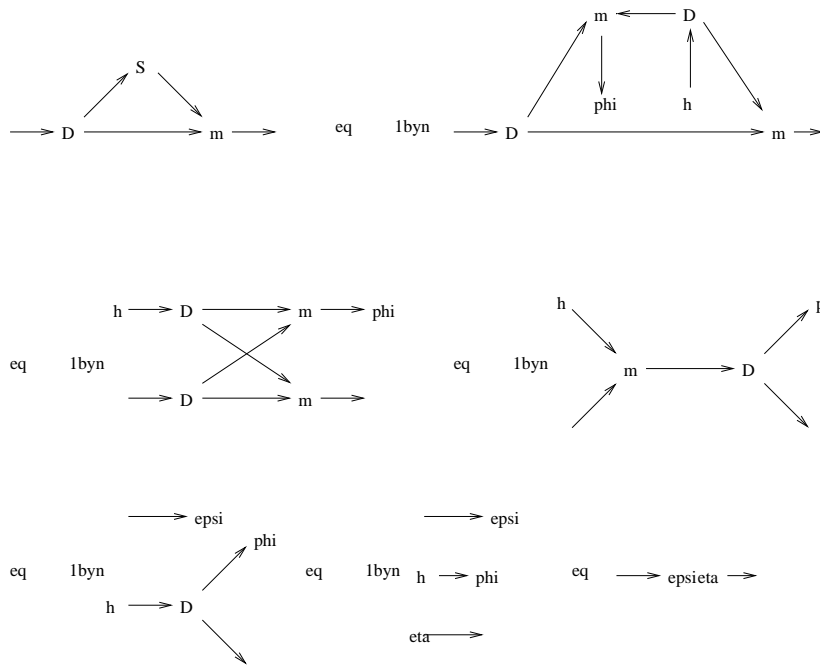 m D
S
phi h
D m eq 1byn D m
h
h D m phi
eq 1byn eq 1byn m D
D m
epsi epsi
phi
eq 1byn eq 1byn h phi eq epsieta
h D
eta